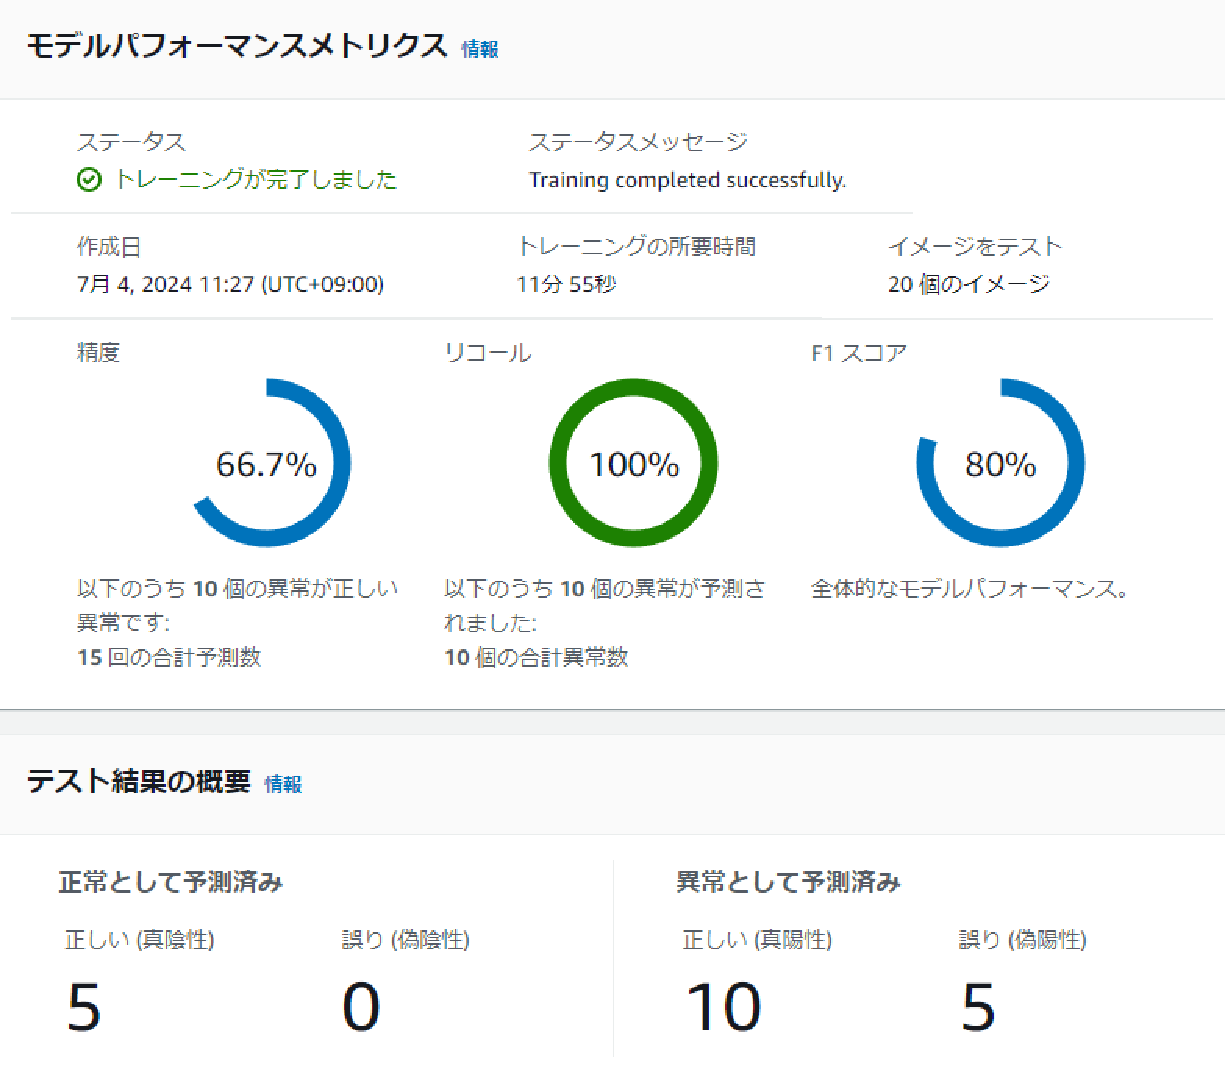 モデルパフォーマンスメトリクス 情報
ステータス
トレーニングが完了しました
ステータスメッセージ
Training completed successfully.
作成日
7月 4, 2024 11:27 (UTC+09:00)
トレーニングの所要時間
11分 55秒
イメージをテスト
20 個のイメージ
精度
66.7%
以下のうち 10 個の異常が正しい
異常です:
15 回の合計予測数
リコール
100%
以下のうち 10 個の異常が予測さ
れました:
10 個の合計異常数
F1 スコア
80%
全体的なモデルパフォーマンス。
テスト結果の概要 情報
正常として予測済み
正しい (真陰性)
5
誤り (偽陰性)
0
異常として予測済み
正しい (真陽性)
10
誤り (偽陽性)
5